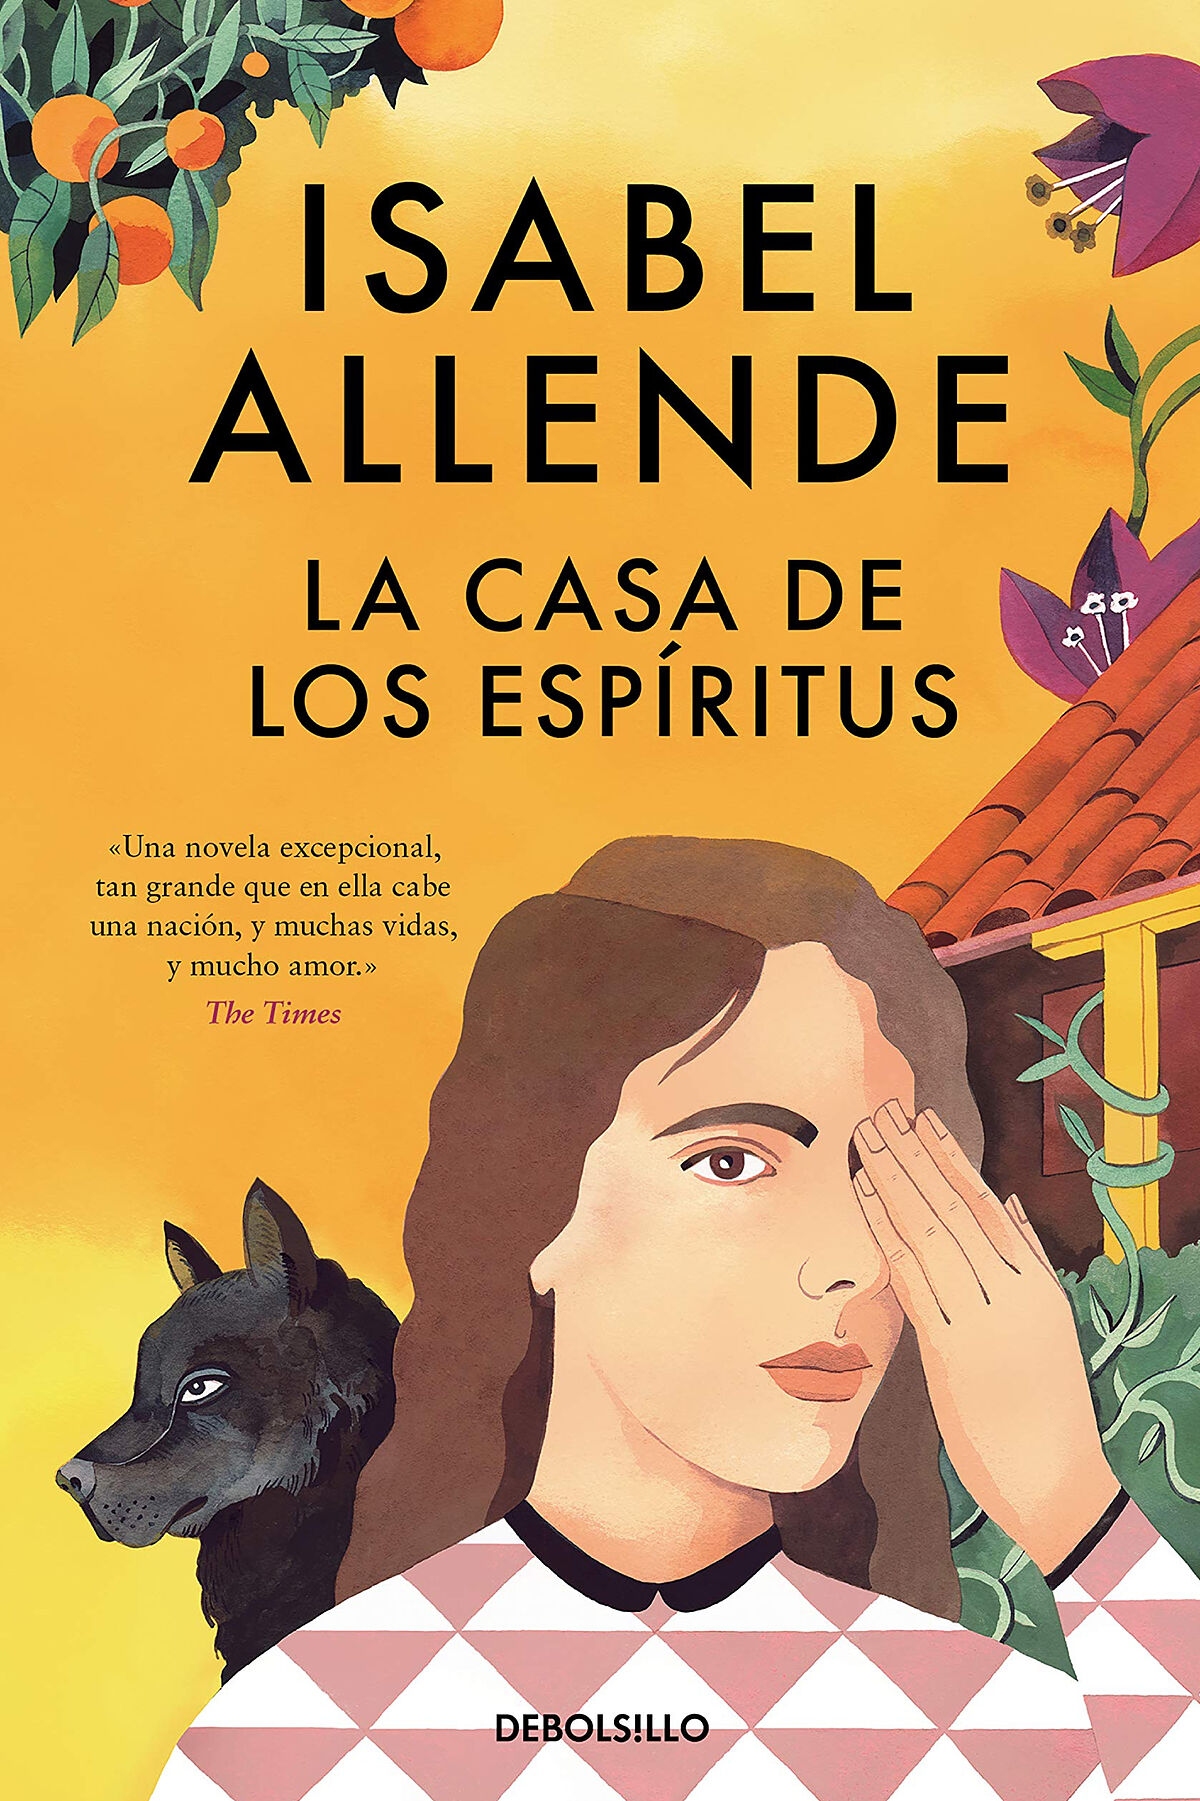 ISABEL
ALLENDE
LA CASA DE
LOS ESPÍRITUS
«Una novela excepcional,
tan grande que en ella cabe
una nación, y muchas vidas,
y mucho amor.»
The Times
DEBOLS!LLO